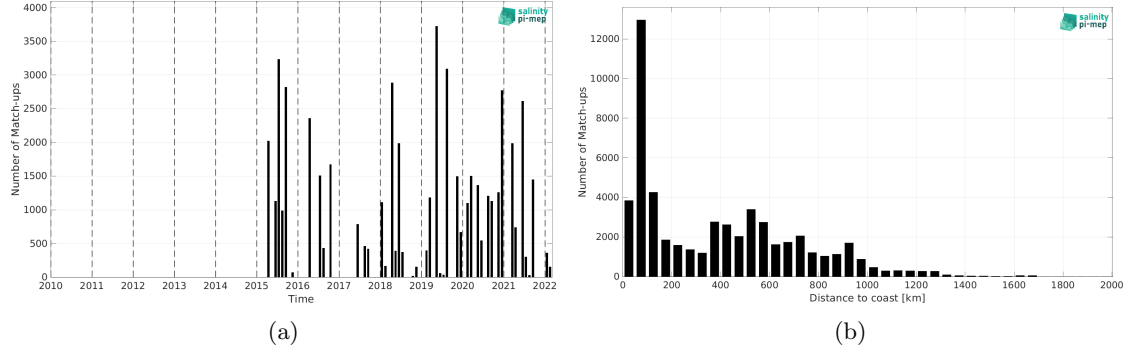 salinity
pi-mep
Number of Match-ups
4000
3500
3000
2500
2000
1500
1000
500
0
2010 2011 2012 2013 2014 2015 2016 2017 2018 2019 2020 2021 2022
Time
(a)
salinity
pi-mep
Number of Match-ups
12000
10000
8000
6000
4000
2000
0
0 200 400 600 800 1000 1200 1400 1600 1800 2000
Distance to coast [km]
(b)